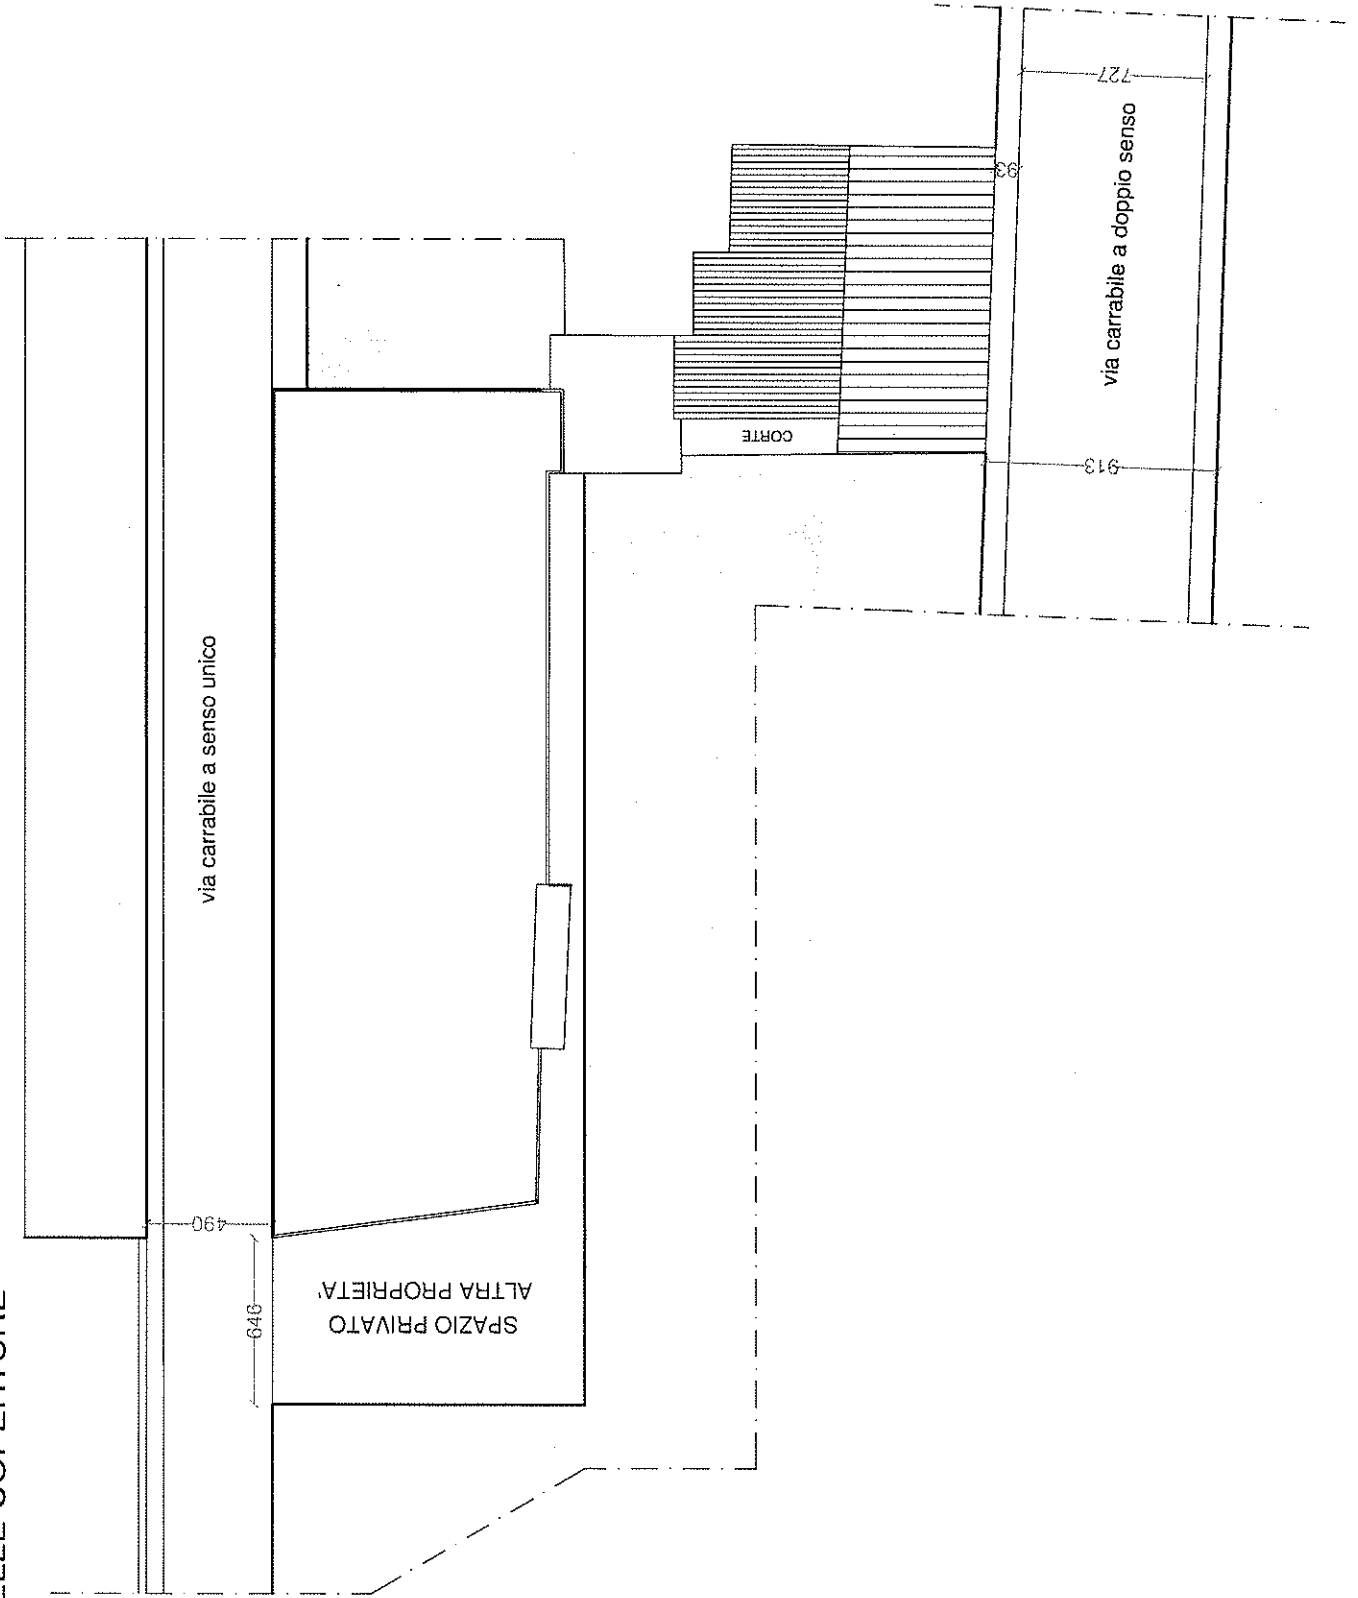 727
via carrabile a doppio senso
93
CORTE
913
via carrabile a senso unico
490
646
SPAZIO PRIVATO
ALTRA PROPRIETA'